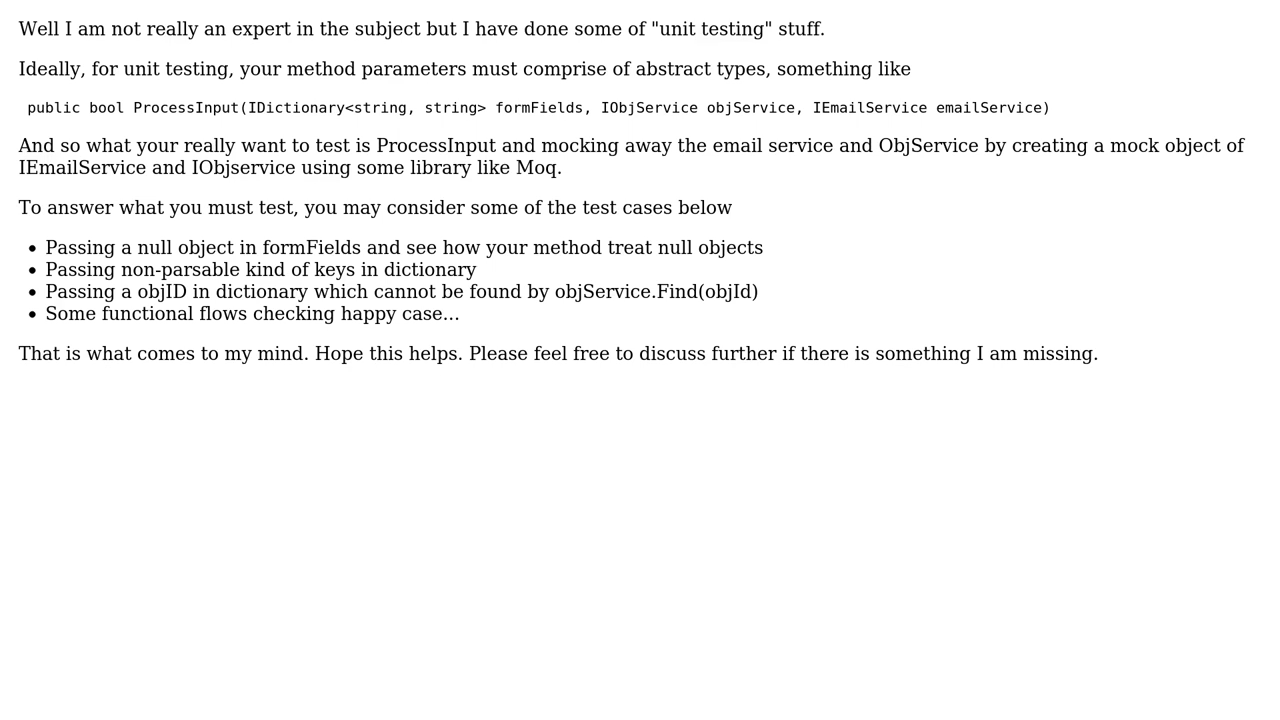 Well I am not really an expert in the subject but I have done some of "unit testing" stuff.
Ideally, for unit testing, your method parameters must comprise of abstract types, something like
public bool ProcessInput(IDictionary<string, string> formFields, IObjService objService, IEmailService emailService)
And so what your really want to test is ProcessInput and mocking away the email service and ObjService by creating a mock object of
IEmailService and IObjservice using some library like Moq.
To answer what you must test, you may consider some of the test cases below
• Passing a null object in formFields and see how your method treat null objects
• Passing non-parsable kind of keys in dictionary
• Passing a objID in dictionary which cannot be found by objService.Find(objId)
• Some functional flows checking happy case...
That is what comes to my mind. Hope this helps. Please feel free to discuss further if there is something I am missing.